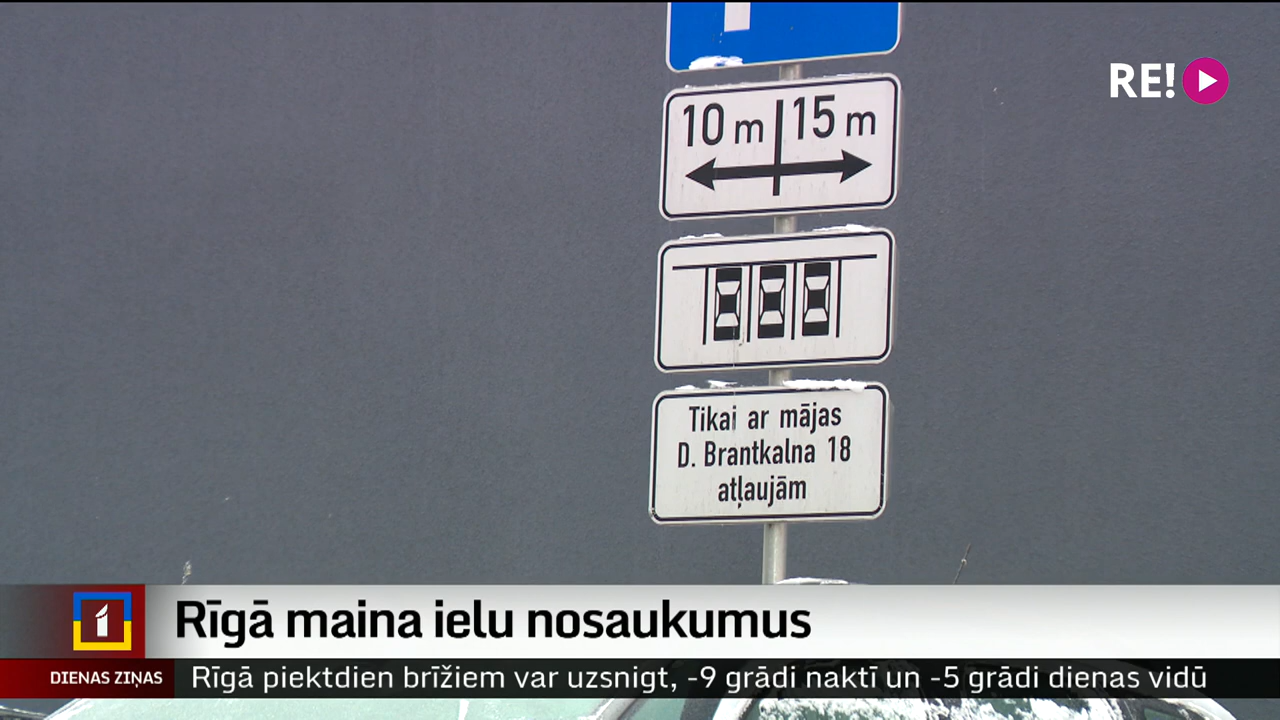 RE!
10 m 15 m
Tikai ar mājas
D. Brantkalna 18
atļaujām
1
Rīgā maina ielu nosaukumus
DIENAS ZIŅAS
Rīgā piektdien brīžiem var uzsnigt, -9 grādi naktī un -5 grādi dienas vidū